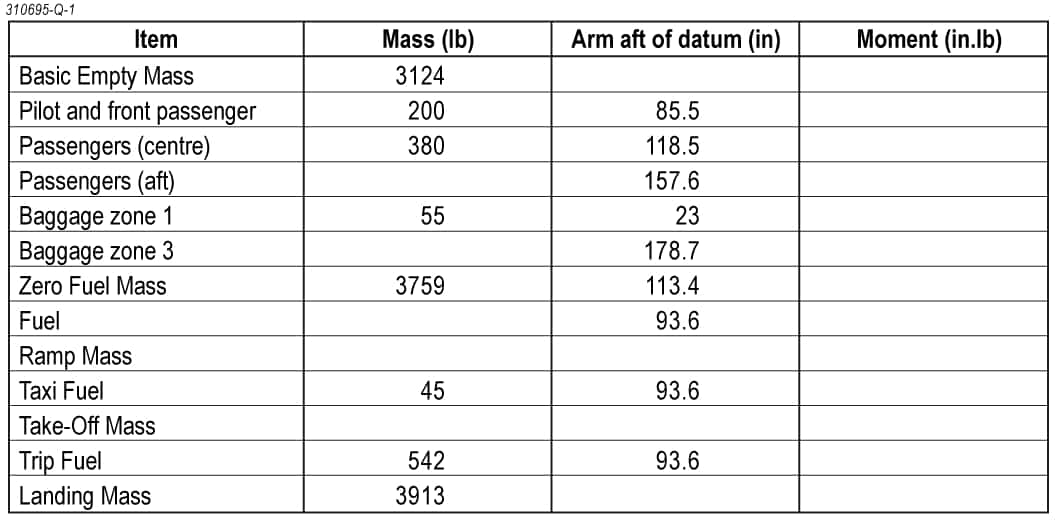 310695-Q-1
Item Mass (lb) Arm aft of datum (in) Moment (in.lb)
Basic Empty Mass 3124
Pilot and front passenger 200 85.5
Passengers (centre) 380 118.5
Passengers (aft) 157.6
Baggage zone 1 55 23
Baggage zone 3 178.7
Zero Fuel Mass 3759 113.4
Fuel 93.6
Ramp Mass
Taxi Fuel 45 93.6
Take-Off Mass
Trip Fuel 542 93.6
Landing Mass 3913